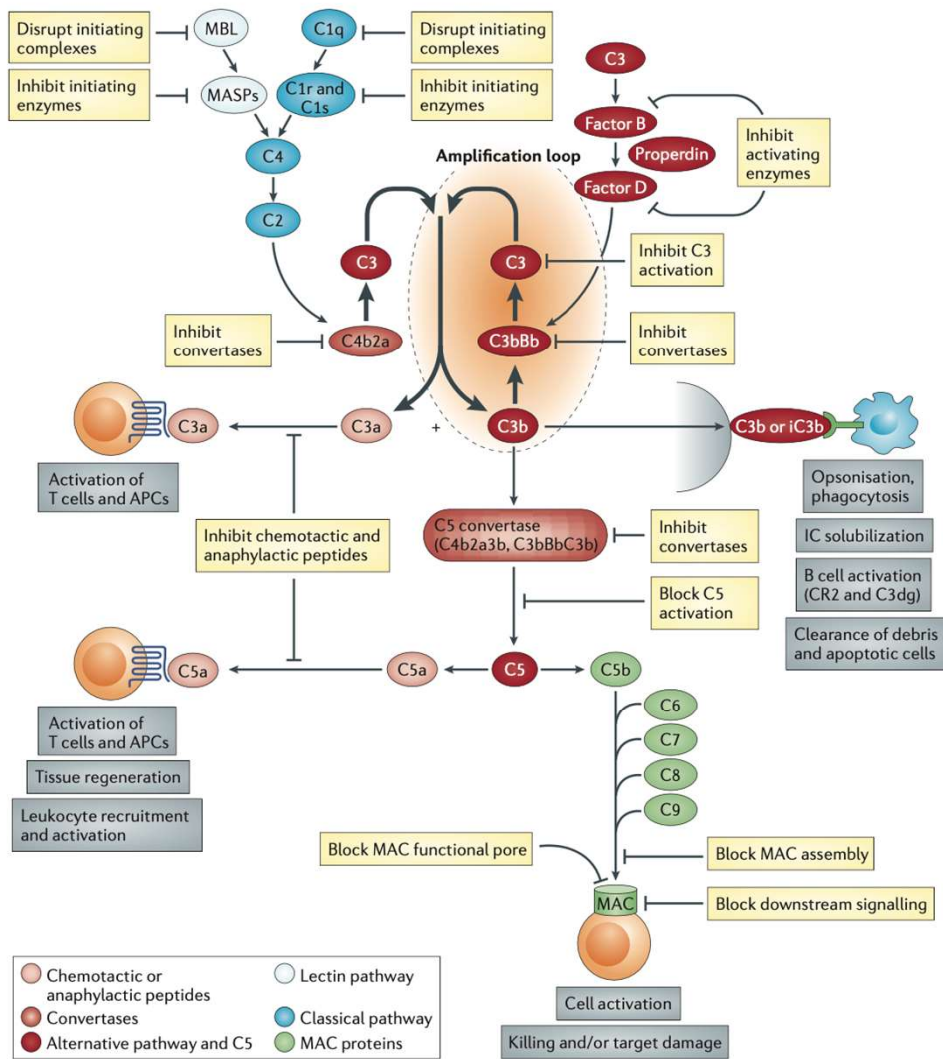 Disrupt initiating
complexes
MBL
C1q
Disrupt initiating
complexes
Inhibit initiating
enzymes
MASPs
C1r and
C1s
Inhibit initiating
enzymes
C3
Factor B
Properdin
Factor D
Inhibit
activating
enzymes
C4
C2
Amplification loop
C3
C3
Inhibit C3
activation
Inhibit
convertases
C4b2a
C3bBb
Inhibit
convertases
C3a
C3a
+
C3b
C3b or iC3b
Activation of
T cells and APCs
Opsonisation,
phagocytosis
IC solubilization
B cell activation
(CR2 and C3dg)
Clearance of debris
and apoptotic cells
Inhibit chemotactic and
anaphylactic peptides
C5 convertase
(C4b2a3b, C3bBbC3b)
Inhibit
convertases
Block C5
activation
C5a
C5a
C5
C5b
Activation of
T cells and APCs
Tissue regeneration
Leukocyte recruitment
and activation
C6
C7
C8
C9
Block MAC functional pore
Block MAC assembly
MAC
Block downstream signalling
Cell activation
Killing and/or target damage
Chemotactic or
anaphylactic peptides
Convertases
Alternative pathway and C5
Lectin pathway
Classical pathway
MAC proteins